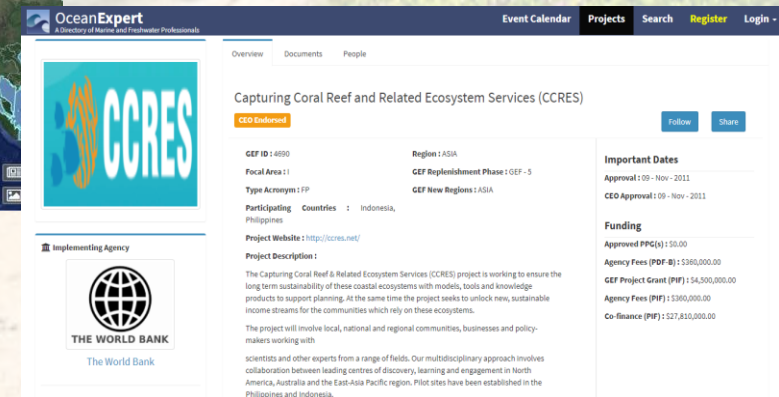 OceanExpert
A Directory of Marine and Freshwater Professionals
Event Calendar Projects Search Register Login
Overview Documents People
CCRES
Capturing Coral Reef and Related Ecosystem Services (CCRES)
CEO Endorsed
Follow Share
GEF ID : 4690
Region : ASIA
Focal Area : I
GEF Replenishment Phase : GEF - 5
Type Acronym : FP
GEF New Regions : ASIA
Participating Countries : Indonesia,
Philippines
Project Website : http://ccres.net/
Project Description :
The Capturing Coral Reef & Related Ecosystem Services (CCRES) project is working to ensure the
long term sustainability of these coastal ecosystems with models, tools and knowledge
products to support planning. At the same time the project seeks to unlock new, sustainable
income streams for the communities which rely on these ecosystems.
The project will involve local, national and regional communities, businesses and policy-
makers working with
scientists and other experts from a range of fields. Our multidisciplinary approach involves
collaboration between leading centres of discovery, learning and engagement in North
America, Australia and the East-Asia Pacific region. Pilot sites have been established in the
Philippines and Indonesia.
Important Dates
Approval : 09 - Nov - 2011
CEO Approval : 09 - Nov - 2011
Funding
Approved PPG(s) : $0.00
Agency Fees (PDF-B) : $360,000.00
GEF Project Grant (PIF) : $4,500,000.00
Agency Fees (PIF) : $360,000.00
Co-finance (PIF) : $27,810,000.00
Implementing Agency
THE WORLD BANK
The World Bank